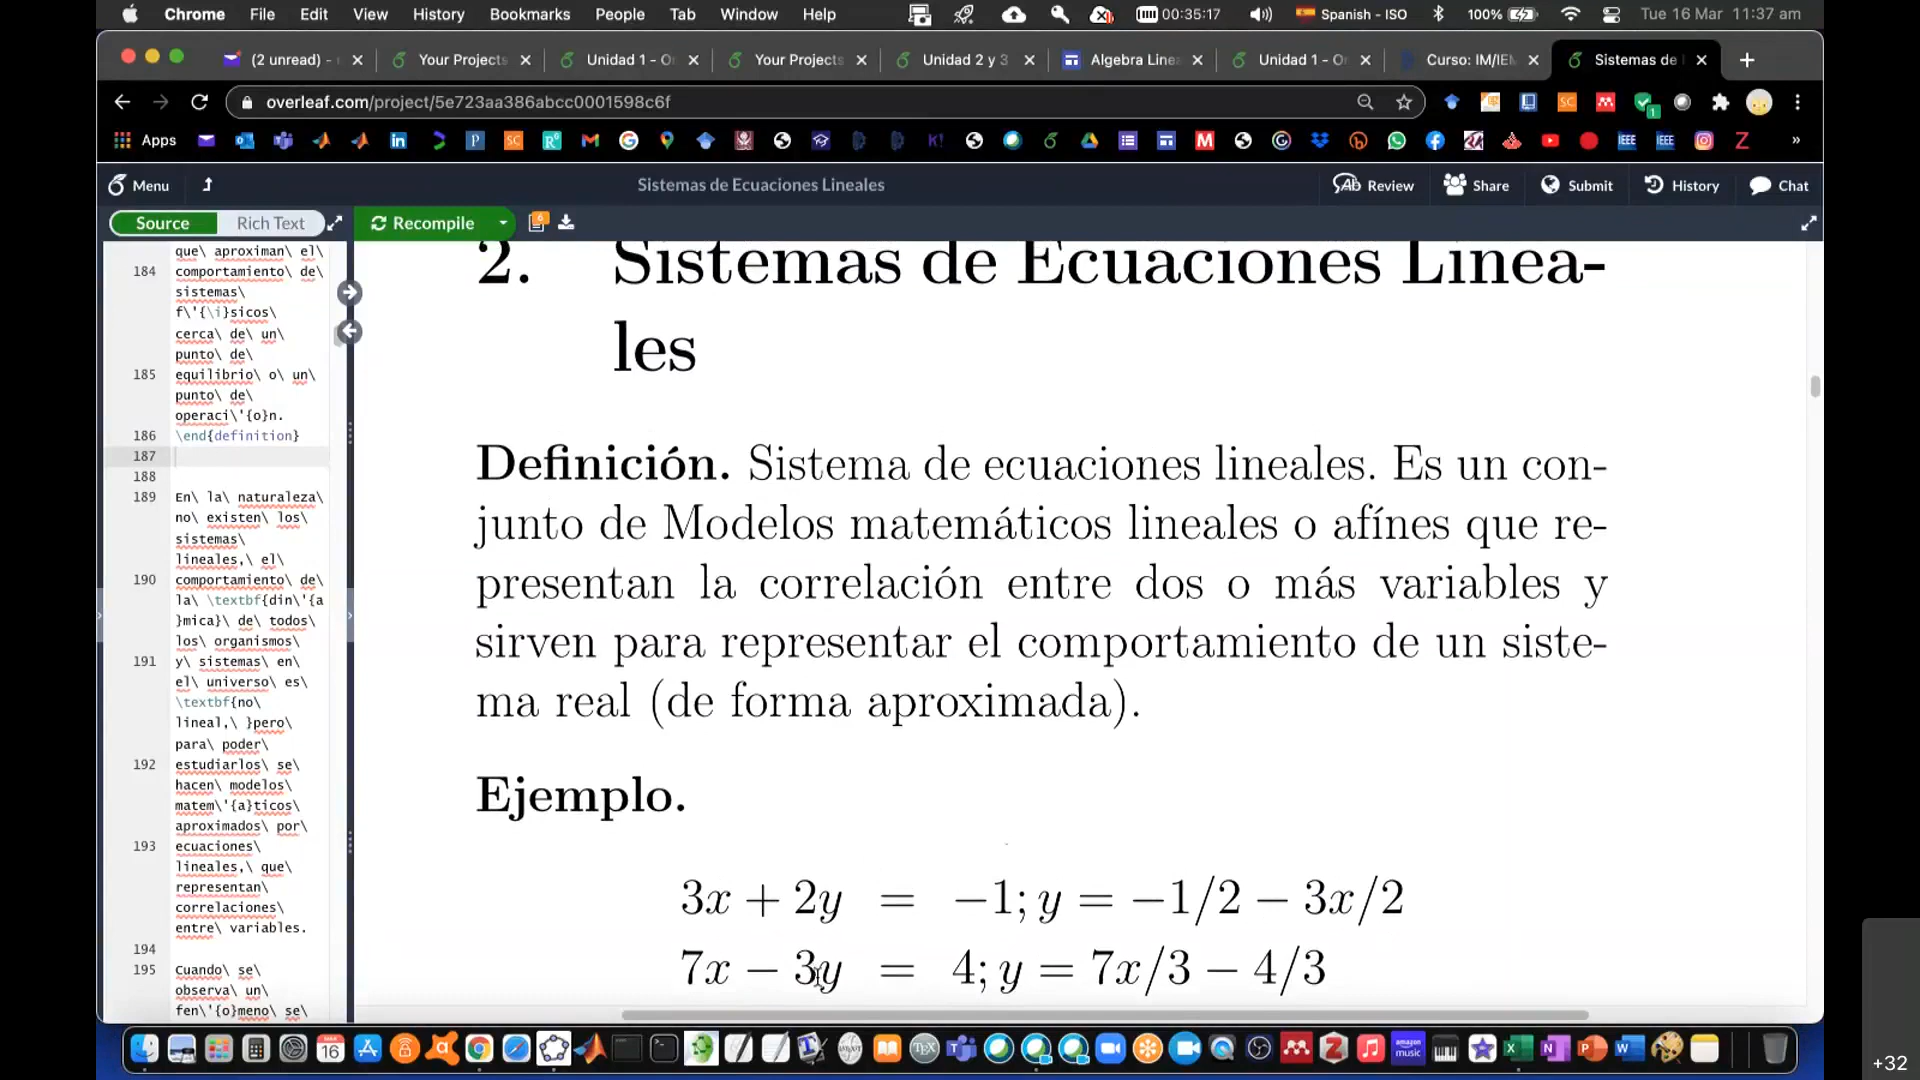 Chrome File Edit View History Bookmarks People Tab Window Help 00:35:17 Spanish - ISO 100% Tue 16 Mar 11:37 am
(2 unread) - Your Projects Unidad 1 - O Your Projects Unidad 2 y 3 Algebra Linea Unidad 1 - O Curso: IM/IEM Sistemas de
overleaf.com/project/5e723aa386abcc0001598c6f
Apps
Menu Sistemas de Ecuaciones Lineales Review Share Submit History Chat
Source Rich Text Recompile
que\ aproximan\ el\
184 comportamiento\ de\
sistemas\
f\'{\i}sicos\
cerca\ de\ un\
punto\ de\
185 equilibrio\ o\ un\
punto\ de\
operaci\'{o}n.
186 \end{definition}
187
188
189 En\ la\ naturaleza\
no\ existen\ los\
sistemas\
lineales,\ el\
190 comportamiento\ de\
la\ \textbf{din\'{a
}mica}\ de\ todos\
los\ organismos\
191 y\ sistemas\ en\
el\ universo\ es\
\textbf{no\
lineal,\ }pero\
para\ poder\
192 estudiarlos\ se\
hacen\ modelos\
matem\'{a}ticos\
aproximados\ por\
193 ecuaciones\
lineales,\ que\
representan\
correlaciones\
entre\ variables.
194
195 Cuando\ se\
observa\ un\
fen\'{o}meno\ se\
2. Sistemas de Ecuaciones Linea-
les
Definición. Sistema de ecuaciones lineales. Es un con-
junto de Modelos matemáticos lineales o afínes que re-
presentan la correlación entre dos o más variables y
sirven para representar el comportamiento de un siste-
ma real (de forma aproximada).
Ejemplo.
3x + 2y = −1; y = −1/2 − 3x/2
7x − 3y = 4; y = 7x/3 − 4/3
+32